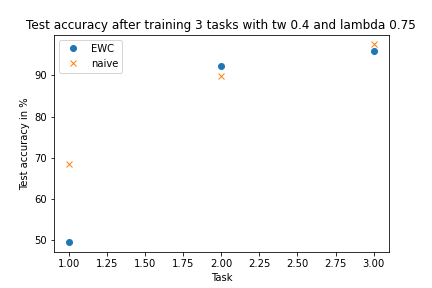 Test accuracy after training 3 tasks with tw 0.4 and lambda 0.75
EWC
naive
Test accuracy in %
90
80
70
60
50
1.00 1.25 1.50 1.75 2.00 2.25 2.50 2.75 3.00
Task